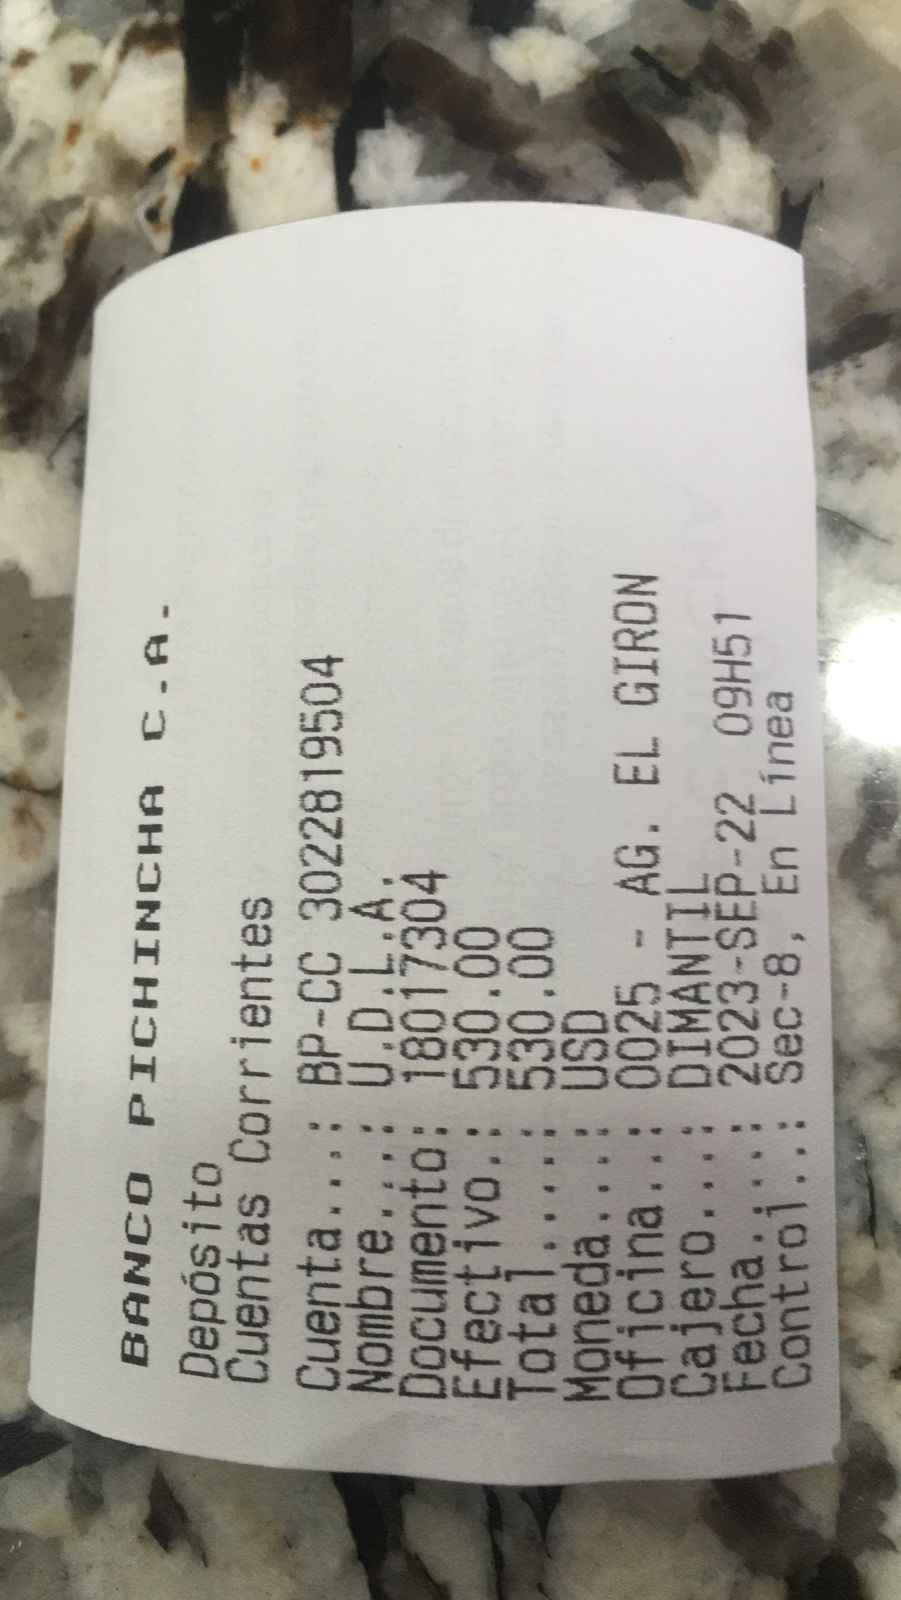 BANCO PICHINCHA C.A.
Depósito
Cuentas Corrientes
Cuenta...: BP-CC 3022819504
Nombre...: U.D.L.A.
Documento: 18017304
Efectivo.: 530.00
Total....: 530.00
Moneda...: USD
Oficina..: 0025 - AG. EL GIRON
Cajero...: DIMANTIL
Fecha....: 2023-SEP-22 09H51
Control..: Sec-8, En Línea